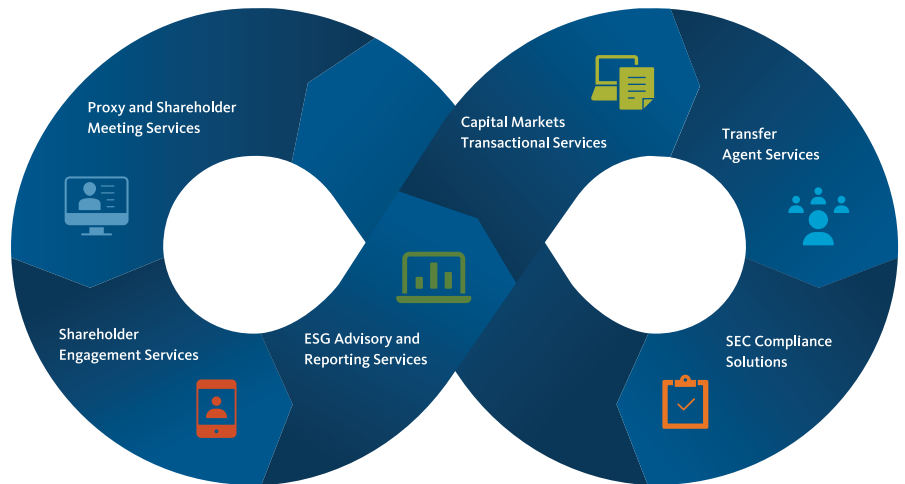 Proxy and Shareholder
Meeting Services
Capital Markets
Transactional Services
Transfer
Agent Services
Shareholder
Engagement Services
ESG Advisory and
Reporting Services
SEC Compliance
Solutions